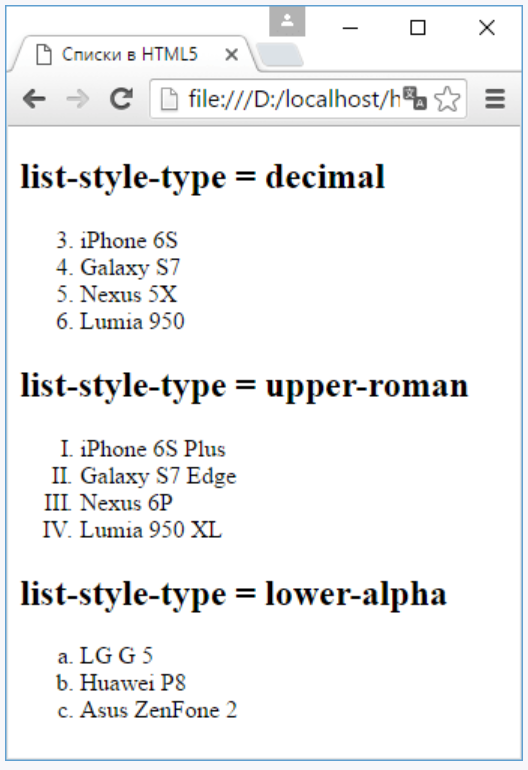 Списки в HTML5
file:///D:/localhost/h
list-style-type = decimal
3. iPhone 6S
4. Galaxy S7
5. Nexus 5X
6. Lumia 950
list-style-type = upper-roman
I. iPhone 6S Plus
II. Galaxy S7 Edge
III. Nexus 6P
IV. Lumia 950 XL
list-style-type = lower-alpha
a. LG G 5
b. Huawei P8
c. Asus ZenFone 2